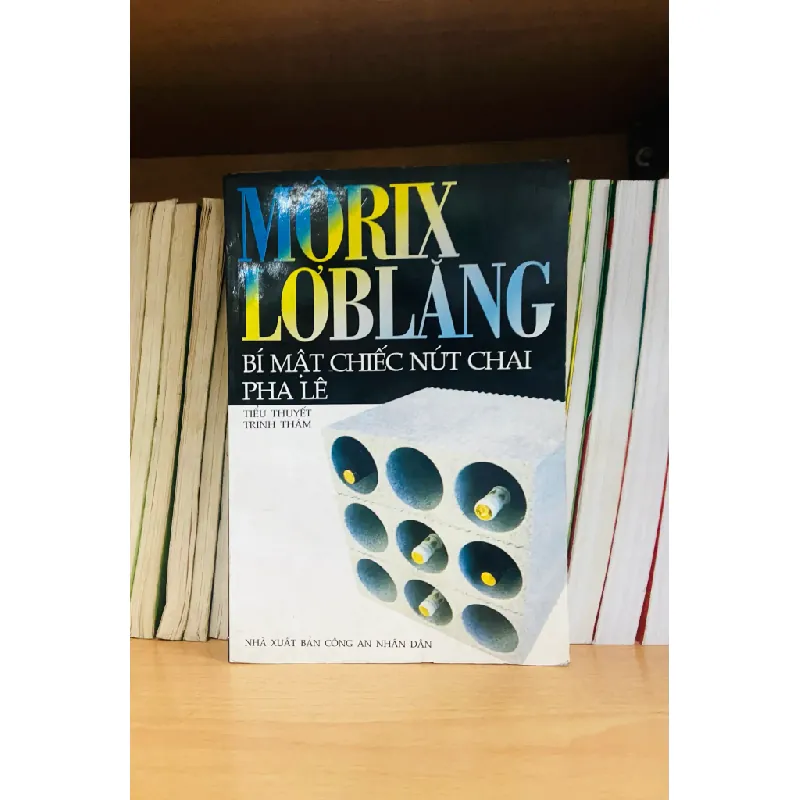 MÔRIX
LƠBLĂNG
BÍ MẬT CHIẾC NÚT CHAI
PHA LÊ
TIỂU THUYẾT
TRINH THÁM
NHÀ XUẤT BẢN CÔNG AN NHÂN DÂN